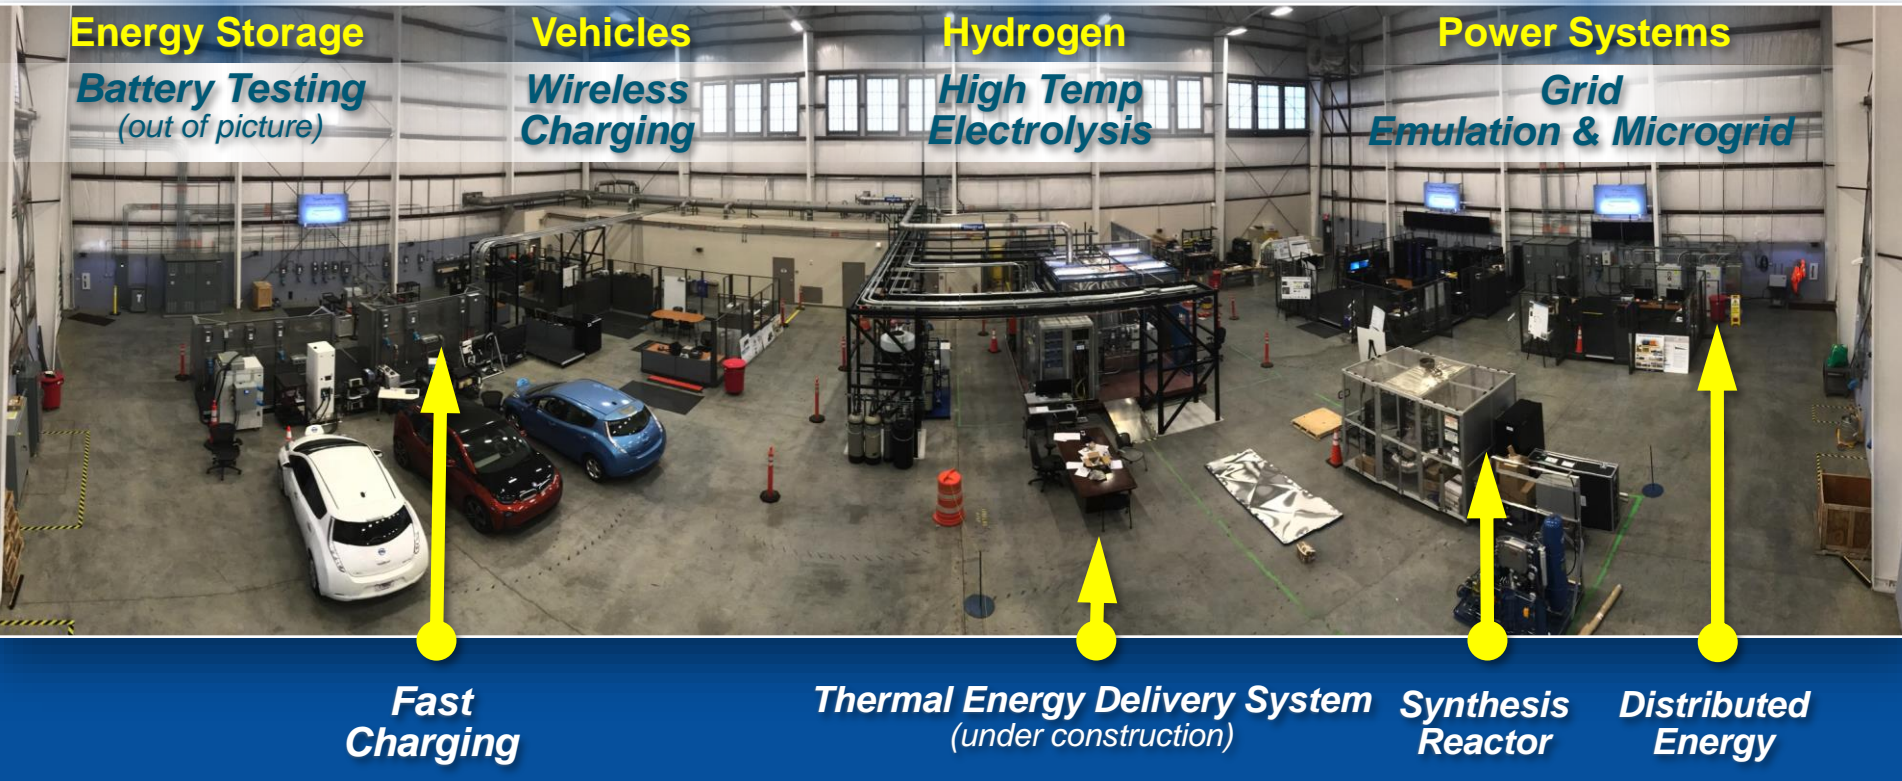 Energy Storage
Battery Testing
(out of picture)
Vehicles
Wireless
Charging
Hydrogen
High Temp
Electrolysis
Power Systems
Grid
Emulation & Microgrid
Fast
Charging
Thermal Energy Delivery System
(under construction)
Synthesis
Reactor
Distributed
Energy